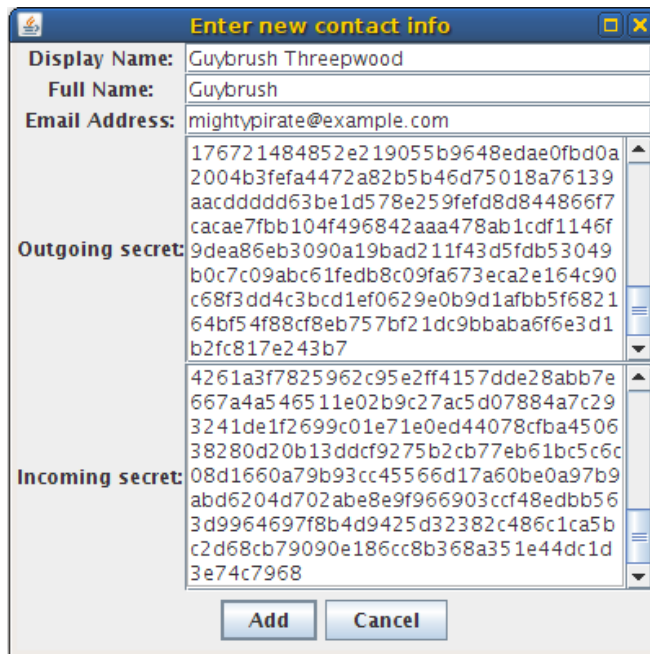 Enter new contact info
Display Name: Guybrush Threepwood
Full Name: Guybrush
Email Address: mightypirate@example.com
Outgoing secret:
176721484852e219055b9648edae0fbd0a
2004b3fefa4472a82b5b46d75018a76139
aacddddd63be1d578e259fefd8d844866f7
cacae7fbb104f496842aaa478ab1cdf1146f
9dea86eb3090a19bad211f43d5fdb53049
b0c7c09abc61fedb8c09fa673eca2e164c90
c68f3dd4c3bcd1ef0629e0b9d1afbb5f6821
64bf54f88cf8eb757bf21dc9bbaba6f6e3d1
b2fc817e243b7
Incoming secret:
4261a3f7825962c95e2ff4157dde28abb7e
667a4a546511e02b9c27ac5d07884a7c29
3241de1f2699c01e71e0ed44078cfba4506
38280d20b13ddcf9275b2cb77eb61bc5c6c
08d1660a79b93cc45566d17a60be0a97b9
abd6204d702abe8e9f966903ccf48edbb56
3d9964697f8b4d9425d32382c486c1ca5b
c2d68cb79090e186cc8b368a351e44dc1d
3e74c7968
Add Cancel